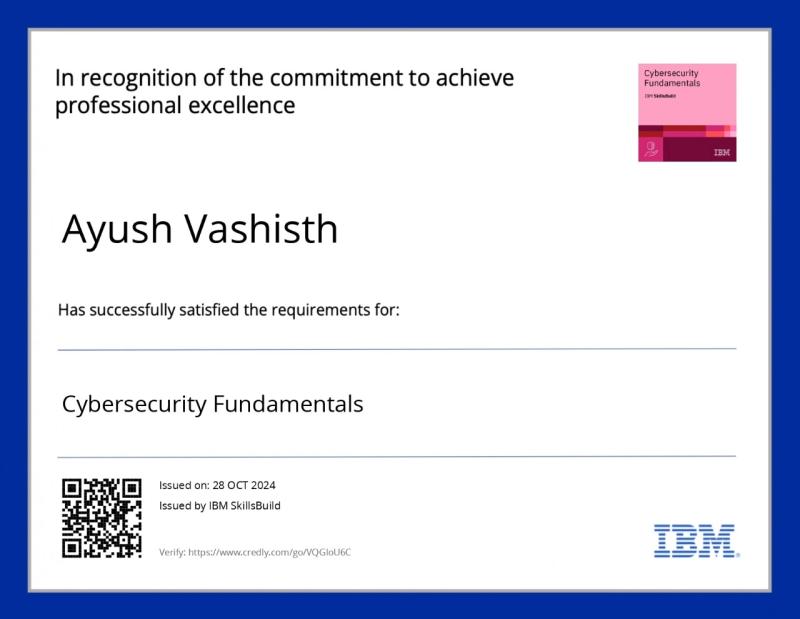 In recognition of the commitment to achieve
professional excellence
Cybersecurity
Fundamentals
IBM SkillsBuild
IBM
Ayush Vashisth
Has successfully satisfied the requirements for:
Cybersecurity Fundamentals
Issued on: 28 OCT 2024
Issued by IBM SkillsBuild
Verify: https://www.credly.com/go/VQGIoU6C
IBM®